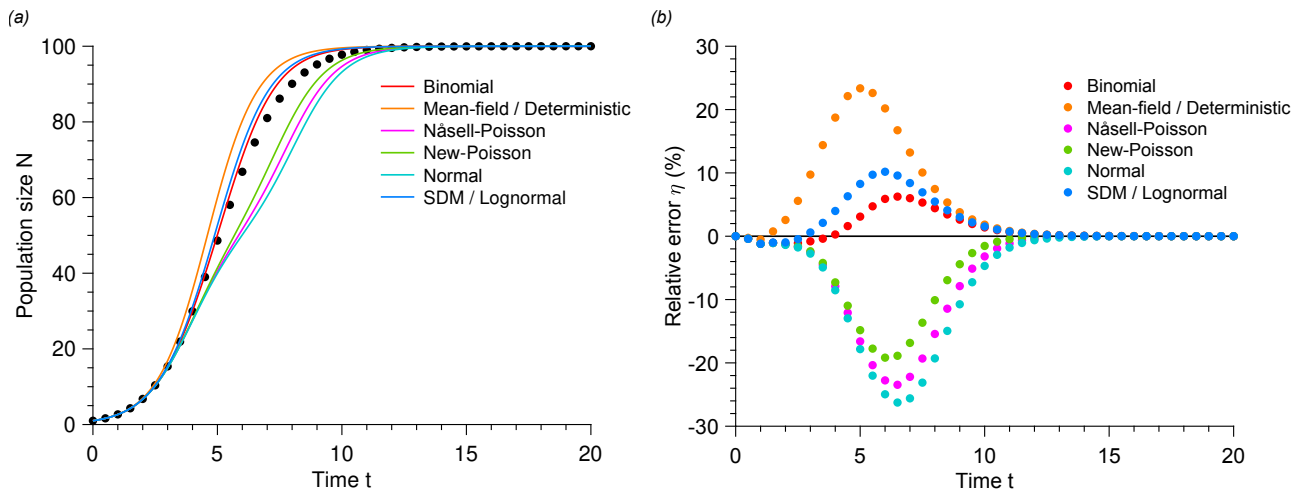 (a)
100
80
60
40
20
0
Population size N
0
5
10
15
20
Time t
Binomial
Mean-field / Deterministic
Nåsell-Poisson
New-Poisson
Normal
SDM / Lognormal
(b)
30
20
10
0
-10
-20
-30
Relative error η (%)
0
5
10
15
20
Time t
Binomial
Mean-field / Deterministic
Nåsell-Poisson
New-Poisson
Normal
SDM / Lognormal